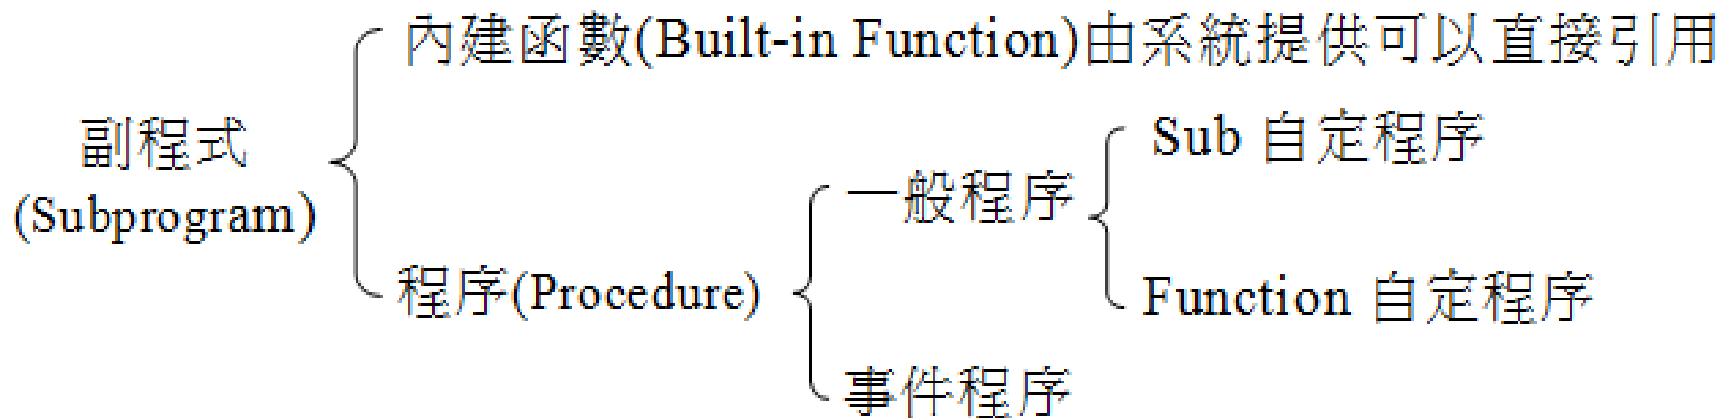 內建函數(Built-in Function)由系統提供可以直接引用
副程式
(Subprogram)
Sub 自定程序
一般程序
程序(Procedure)
Function 自定程序
事件程序